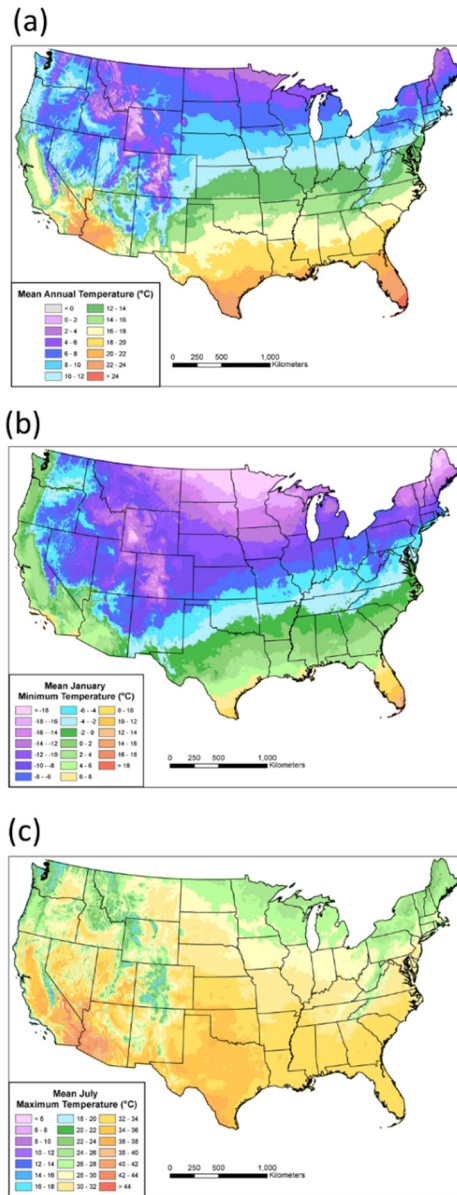 (a)
Mean Annual Temperature (°C)
< 0
0 - 2
2 - 4
4 - 6
6 - 8
8 - 10
10 - 12
12 - 14
14 - 16
16 - 18
18 - 20
20 - 22
22 - 24
> 24
0 250 500 1,000
Kilometers
(b)
Mean January
Minimum Temperature (°C)
< -18
-18 - -16
-16 - -14
-14 - -12
-12 - -10
-10 - -8
-8 - -6
-6 - -4
-4 - -2
-2 - 0
0 - 2
2 - 4
4 - 6
6 - 8
8 - 10
10 - 12
12 - 14
14 - 16
16 - 18
> 18
0 250 500 1,000
Kilometers
(c)
Mean July
Maximum Temperature (°C)
< 6
6 - 8
8 - 10
10 - 12
12 - 14
14 - 16
16 - 18
18 - 20
20 - 22
22 - 24
24 - 26
26 - 28
28 - 30
30 - 32
32 - 34
34 - 36
36 - 38
38 - 40
40 - 42
42 - 44
> 44
0 250 500 1,000
Kilometers